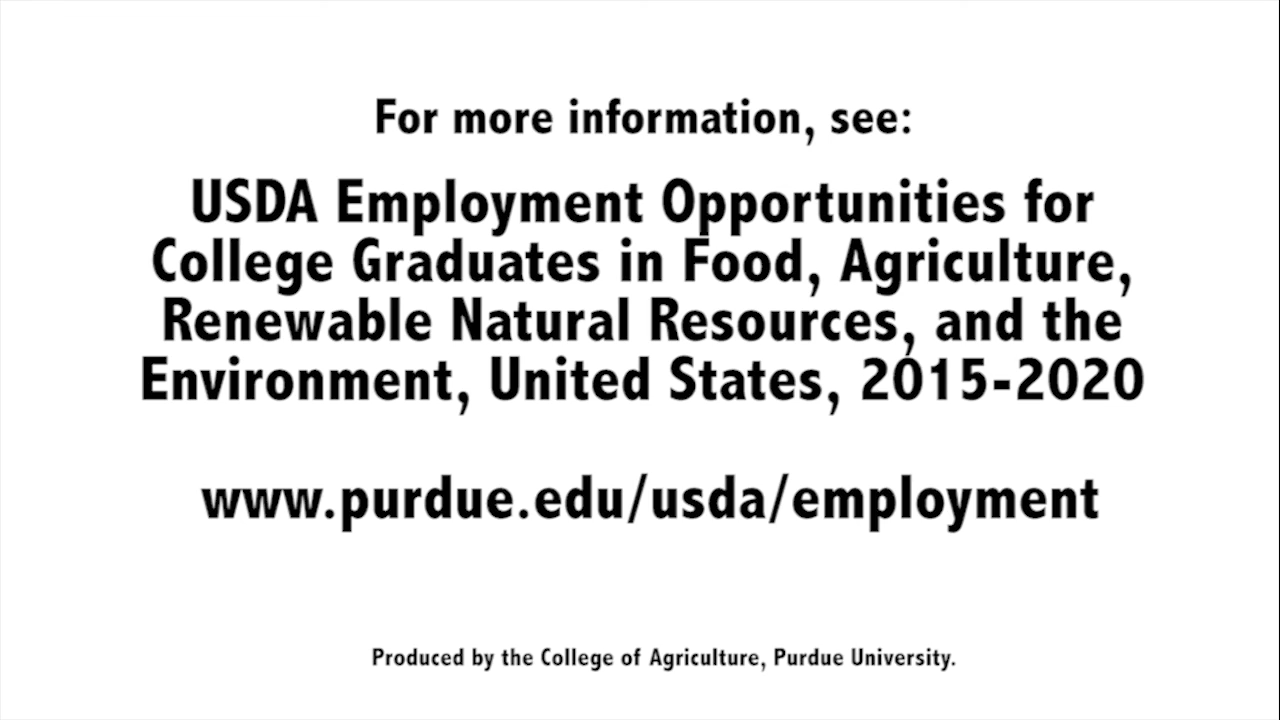 For more information, see:
USDA Employment Opportunities for
College Graduates in Food, Agriculture,
Renewable Natural Resources, and the
Environment, United States, 2015-2020
www.purdue.edu/usda/employment
Produced by the College of Agriculture, Purdue University.